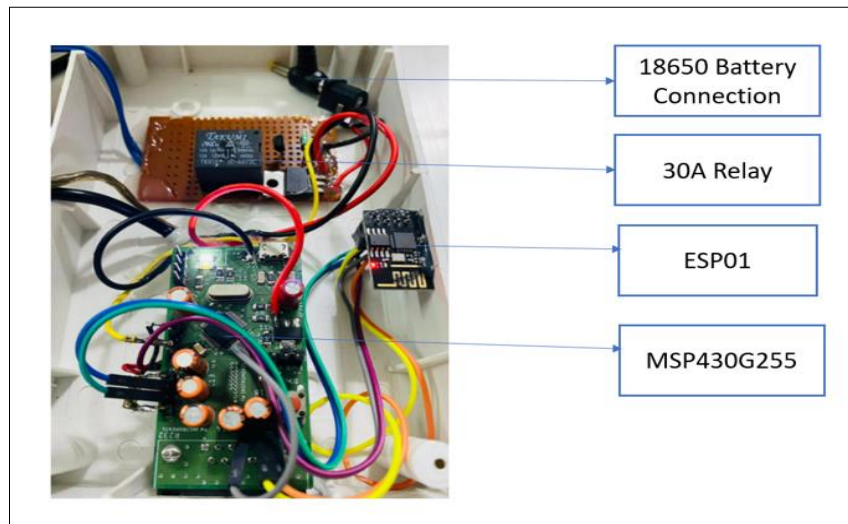 18650 Battery
Connection
30A Relay
ESP01
MSP430G255